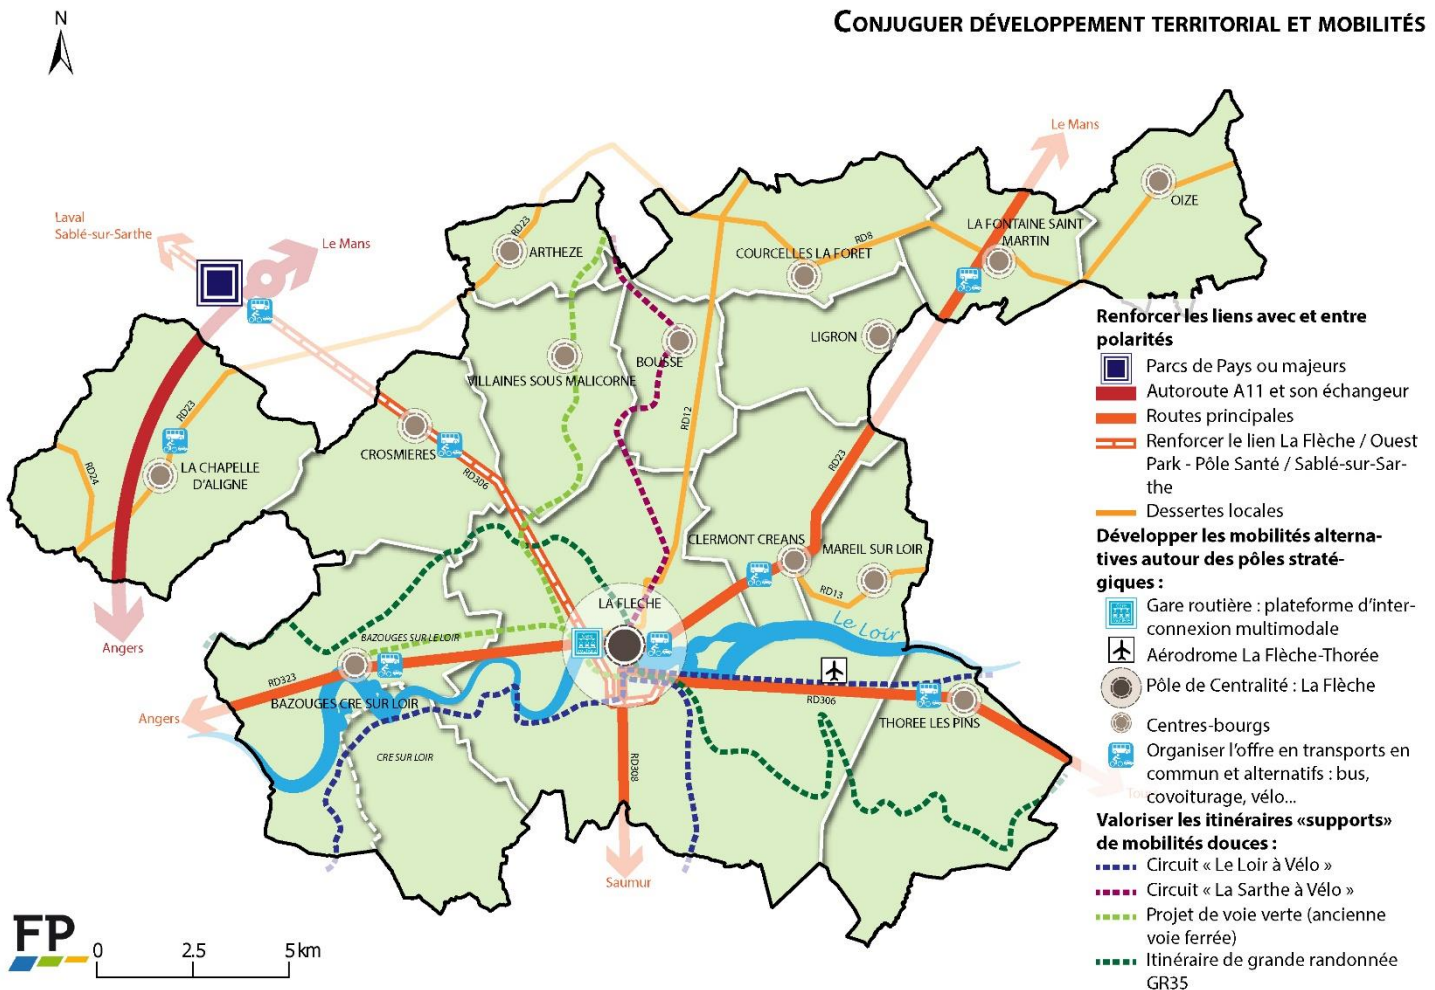 N
CONJUGUER DÉVELOPPEMENT TERRITORIAL ET MOBILITÉS
Le Mans
Laval
Sablé-sur-Sarthe
Le Mans
RD23
ARTHEZE
COURCELLES LA FORET
RD8
LA FONTAINE SAINT
MARTIN
OIZE
LIGRON
BOUSSE
VILLAINES SOUS MALICORNE
RD12
RD23
RD24
LA CHAPELLE
D'ALIGNE
CROSMIERES
RD306
RD23
CLERMONT CREANS
MAREIL SUR LOIR
RD13
LA FLECHE
Le Loir
Angers
BAZOUGES SUR LE LOIR
RD323
BAZOUGES CRE SUR LOIR
Angers
CRE SUR LOIR
RD308
RD306
THOREE LES PINS
Saumur
Renforcer les liens avec et entre
polarités
Parcs de Pays ou majeurs
Autoroute A11 et son échangeur
Routes principales
Renforcer le lien La Flèche / Ouest
Park - Pôle Santé / Sablé-sur-Sar-
the
Dessertes locales
Développer les mobilités alterna-
tives autour des pôles straté-
giques :
Gare routière : plateforme d'inter-
connexion multimodale
Aérodrome La Flèche-Thorée
Pôle de Centralité : La Flèche
Centres-bourgs
Organiser l'offre en transports en
commun et alternatifs : bus,
covoiturage, vélo...
Valoriser les itinéraires «supports»
de mobilités douces :
Circuit « Le Loir à Vélo »
Circuit « La Sarthe à Vélo »
Projet de voie verte (ancienne
voie ferrée)
Itinéraire de grande randonnée
GR35
FP
0 2.5 5 km